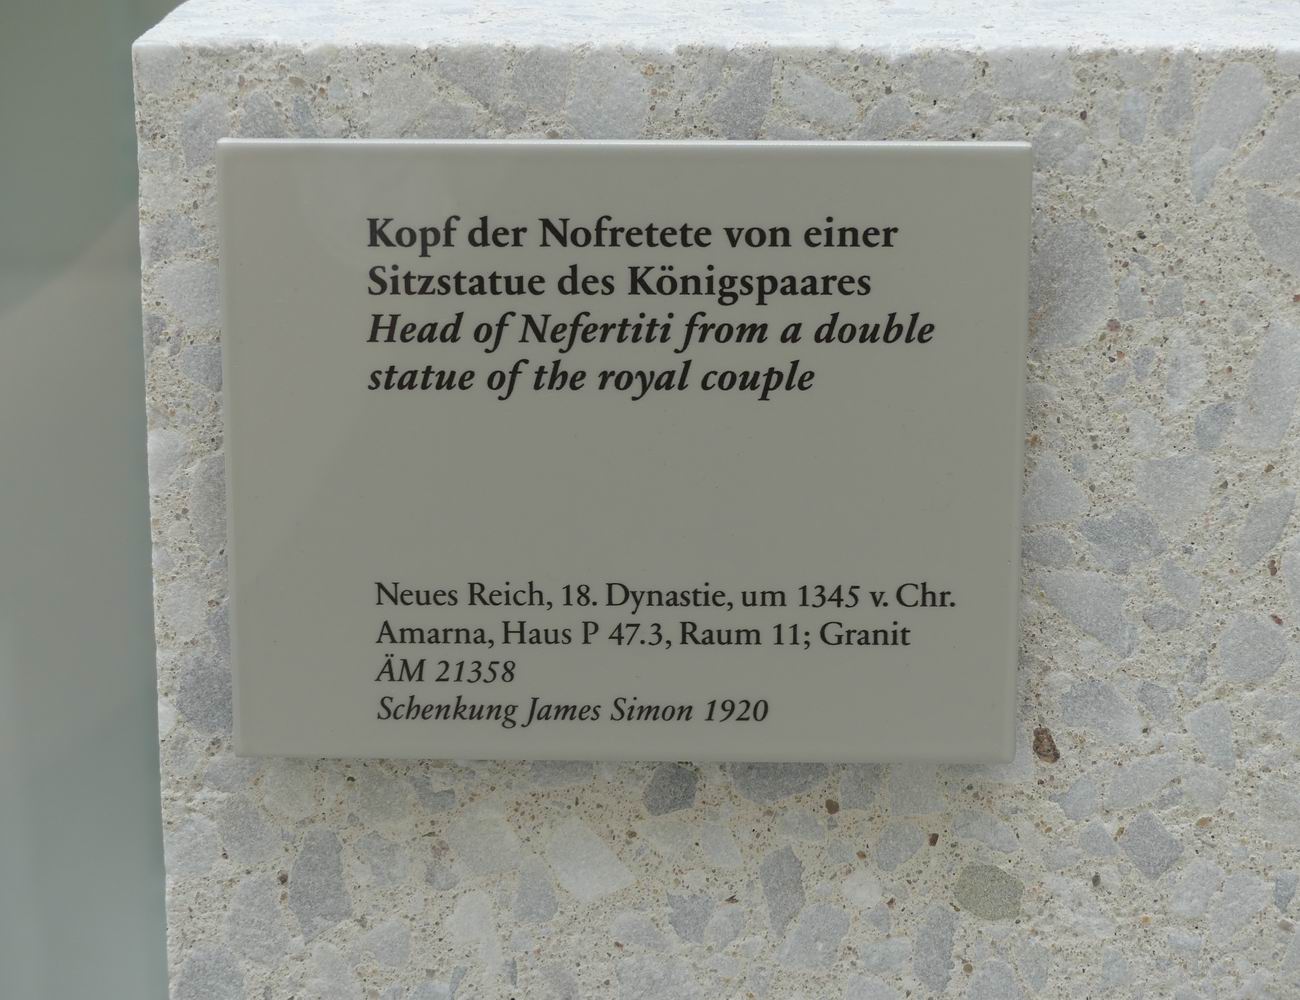 Kopf der Nofretete von einer
Sitzstatue des Königspaares
Head of Nefertiti from a double
statue of the royal couple
Neues Reich, 18. Dynastie, um 1345 v. Chr.
Amarna, Haus P 47.3, Raum 11; Granit
ÄM 21358
Schenkung James Simon 1920